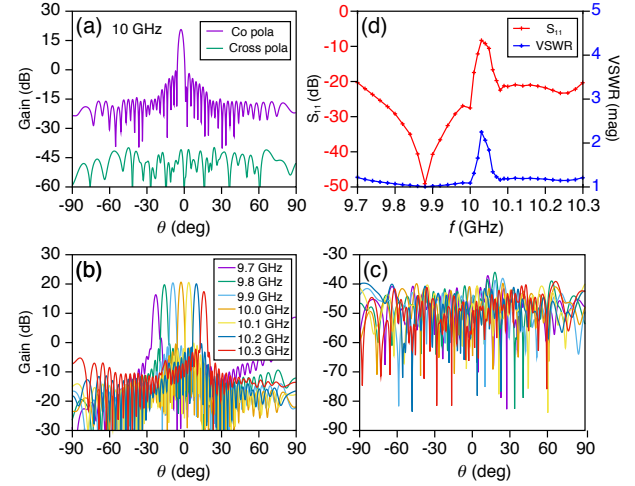 (a) 10 GHz
Co pola
Cross pola
30
15
0
-15
-30
-45
-60
Gain (dB)
-90 -60 -30 0 30 60 90
θ (deg)
(d)
S11
VSWR
0
-10
-20
-30
-40
-50
S11 (dB)
5
4
3
2
1
VSWR (mag)
9.7 9.8 9.9 10 10.1 10.2 10.3
f (GHz)
(b)
9.7 GHz
9.8 GHz
9.9 GHz
10.0 GHz
10.1 GHz
10.2 GHz
10.3 GHz
30
20
10
0
-10
-20
-30
Gain (dB)
-90 -60 -30 0 30 60 90
θ (deg)
(c)
-30
-40
-50
-60
-70
-80
-90
-90 -60 -30 0 30 60 90
θ (deg)